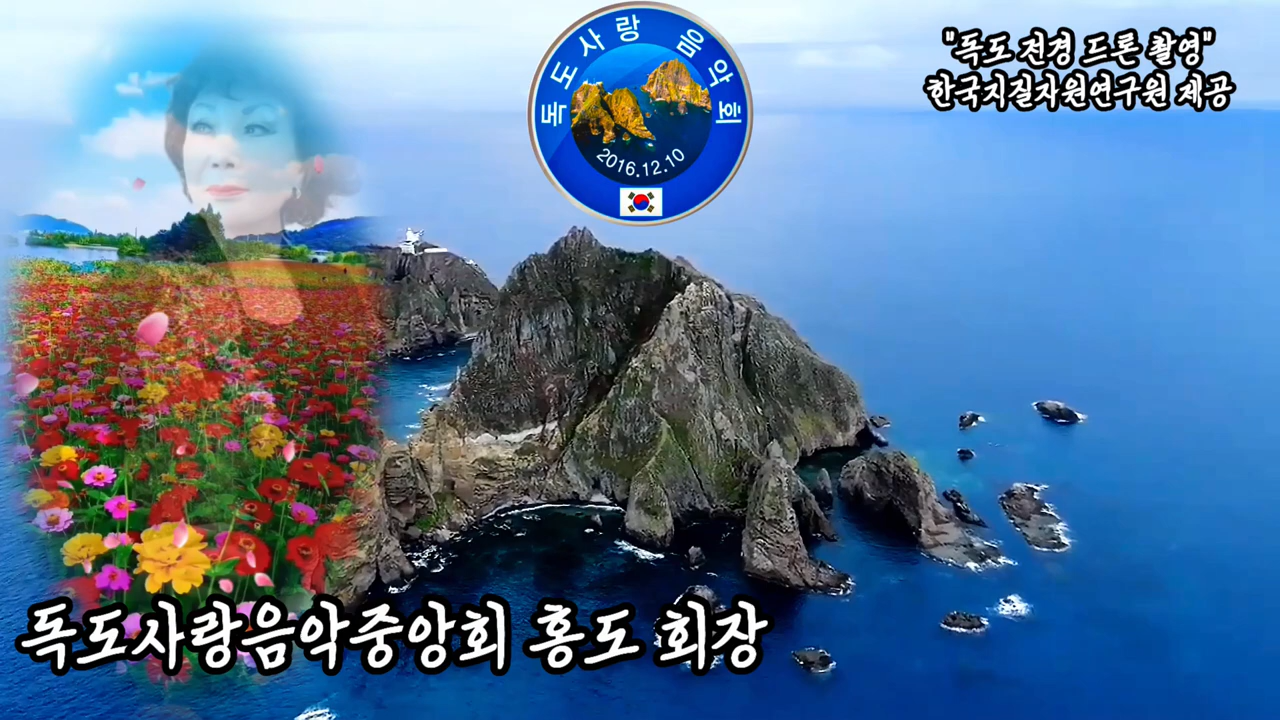 독도사랑 음악회
2016.12.10
"독도 전경 드론 촬영"
한국지질자원연구원 제공
독도사랑음악중앙회 홍도 회장